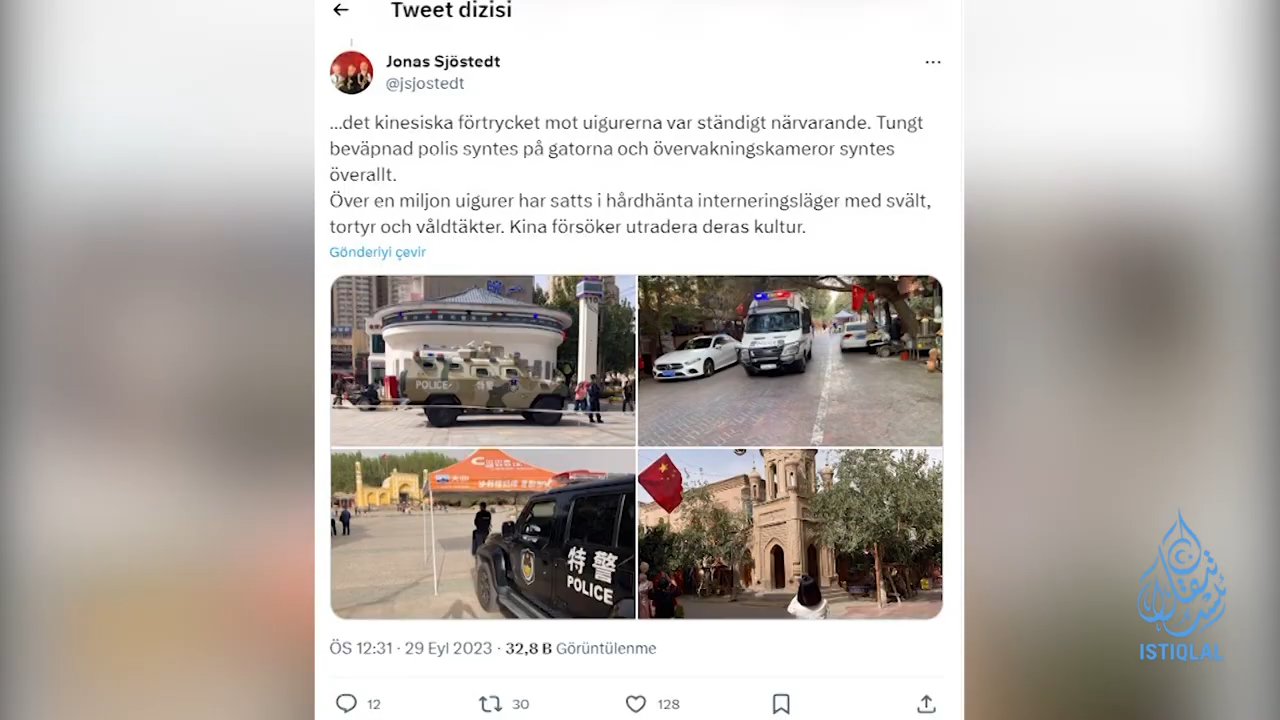 Tweet dizisi
Jonas Sjöstedt
@jsjostedt
...det kinesiska förtrycket mot uigurerna var ständigt närvarande. Tungt
beväpnad polis syntes på gatorna och övervakningskameror syntes
överallt.
Över en miljon uigurer har satts i hårdhänta interneringsläger med svält,
tortyr och våldtäkter. Kina försöker utradera deras kultur.
Gönderiyi çevir
POLICE
特警
110
特警
POLICE
ÖS 12:31 · 29 Eyl 2023 · 32,8 B Görüntülenme
12
30
128
ISTIQLAL